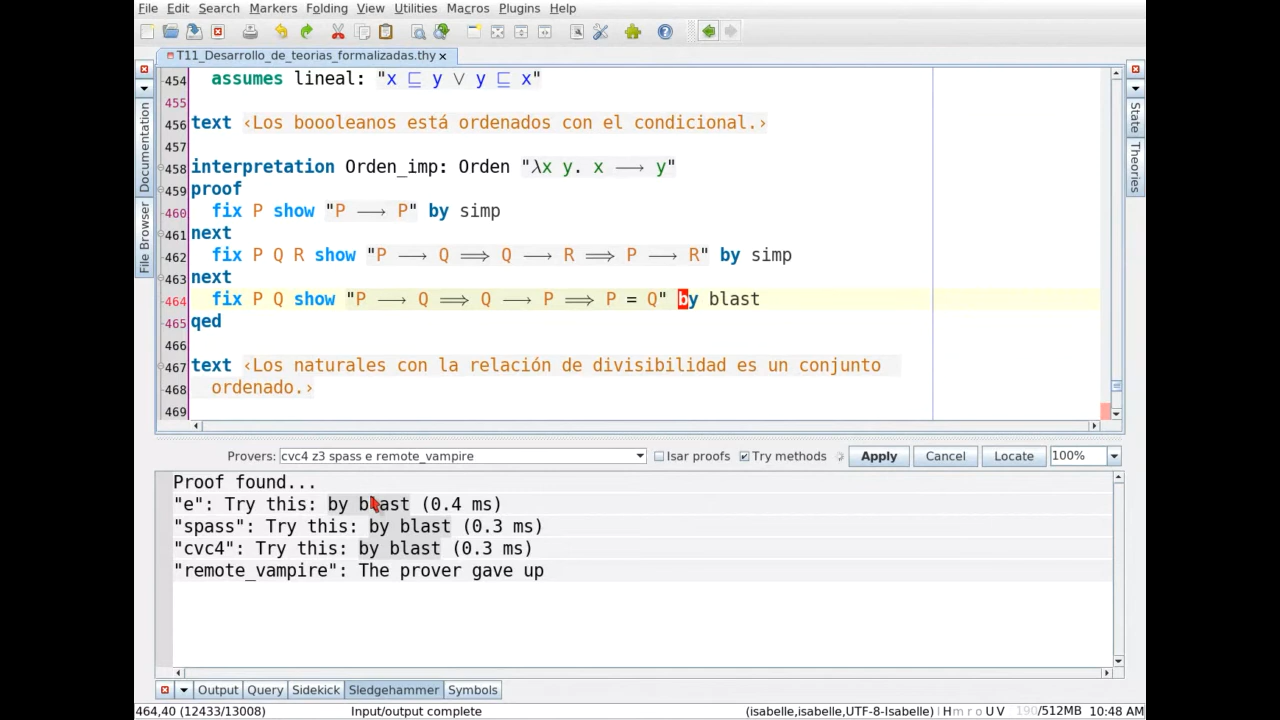 File Edit Search Markers Folding View Utilities Macros Plugins Help
T11_Desarrollo_de_teorias_formalizadas.thy
454 assumes lineal: "x ⊑ y ∨ y ⊑ x"
455
456 text ‹Los boooleanos está ordenados con el condicional.›
457
458 interpretation Orden_imp: Orden "λx y. x ⟶ y"
459 proof
460 fix P show "P ⟶ P" by simp
461 next
462 fix P Q R show "P ⟶ Q ⟹ Q ⟶ R ⟹ P ⟶ R" by simp
463 next
464 fix P Q show "P ⟶ Q ⟹ Q ⟶ P ⟹ P = Q" by blast
465 qed
466
467 text ‹Los naturales con la relación de divisibilidad es un conjunto
468 ordenado.›
469
Documentation
File Browser
State
Theories
Provers: cvc4 z3 spass e remote_vampire Isar proofs Try methods Apply Cancel Locate 100%
Proof found...
"e": Try this: by blast (0.4 ms)
"spass": Try this: by blast (0.3 ms)
"cvc4": Try this: by blast (0.3 ms)
"remote_vampire": The prover gave up
Output Query Sidekick Sledgehammer Symbols
464,40 (12433/13008) Input/output complete (isabelle,isabelle,UTF-8-Isabelle) H m r o U V 190/512MB 10:48 AM